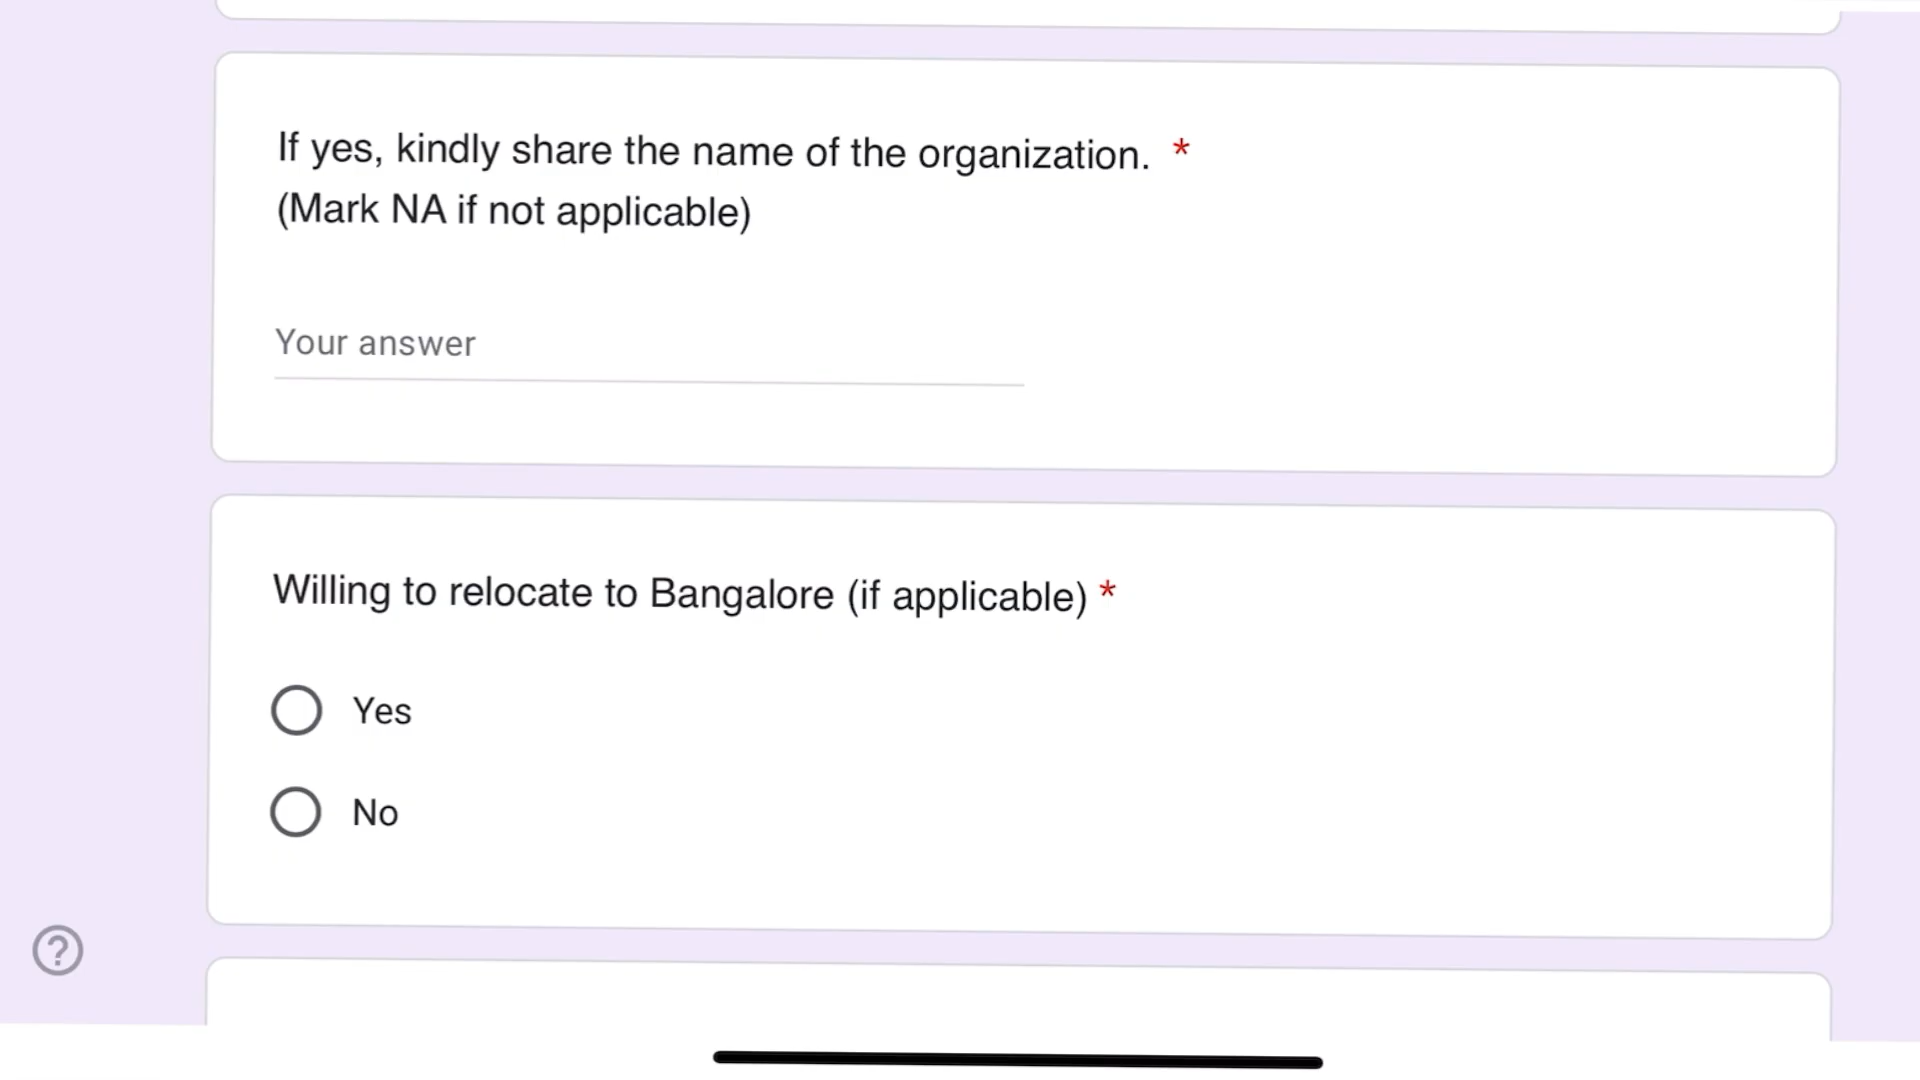 If yes, kindly share the name of the organization. *
(Mark NA if not applicable)
Your answer
Willing to relocate to Bangalore (if applicable) *
Yes
No
?